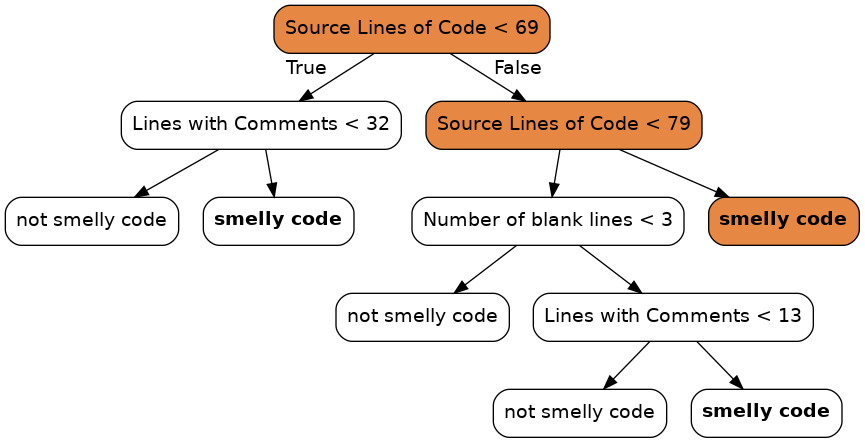 Source Lines of Code < 69
True
False
Lines with Comments < 32
Source Lines of Code < 79
not smelly code
smelly code
Number of blank lines < 3
smelly code
not smelly code
Lines with Comments < 13
not smelly code
smelly code